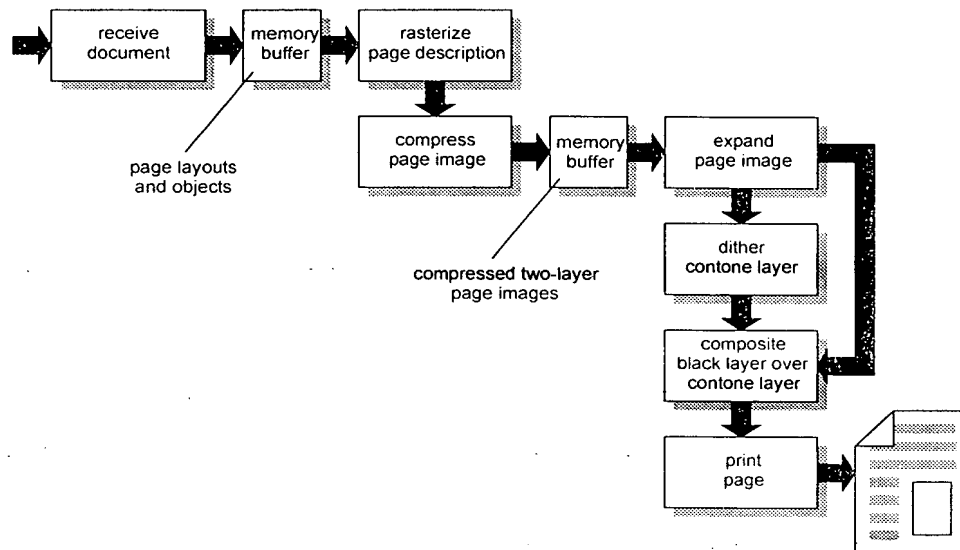 receive
document
memory
buffer
rasterize
page description
page layouts
and objects
compress
page image
memory
buffer
expand
page image
compressed two-layer
page images
dither
contone layer
composite
black layer over
contone layer
print
page